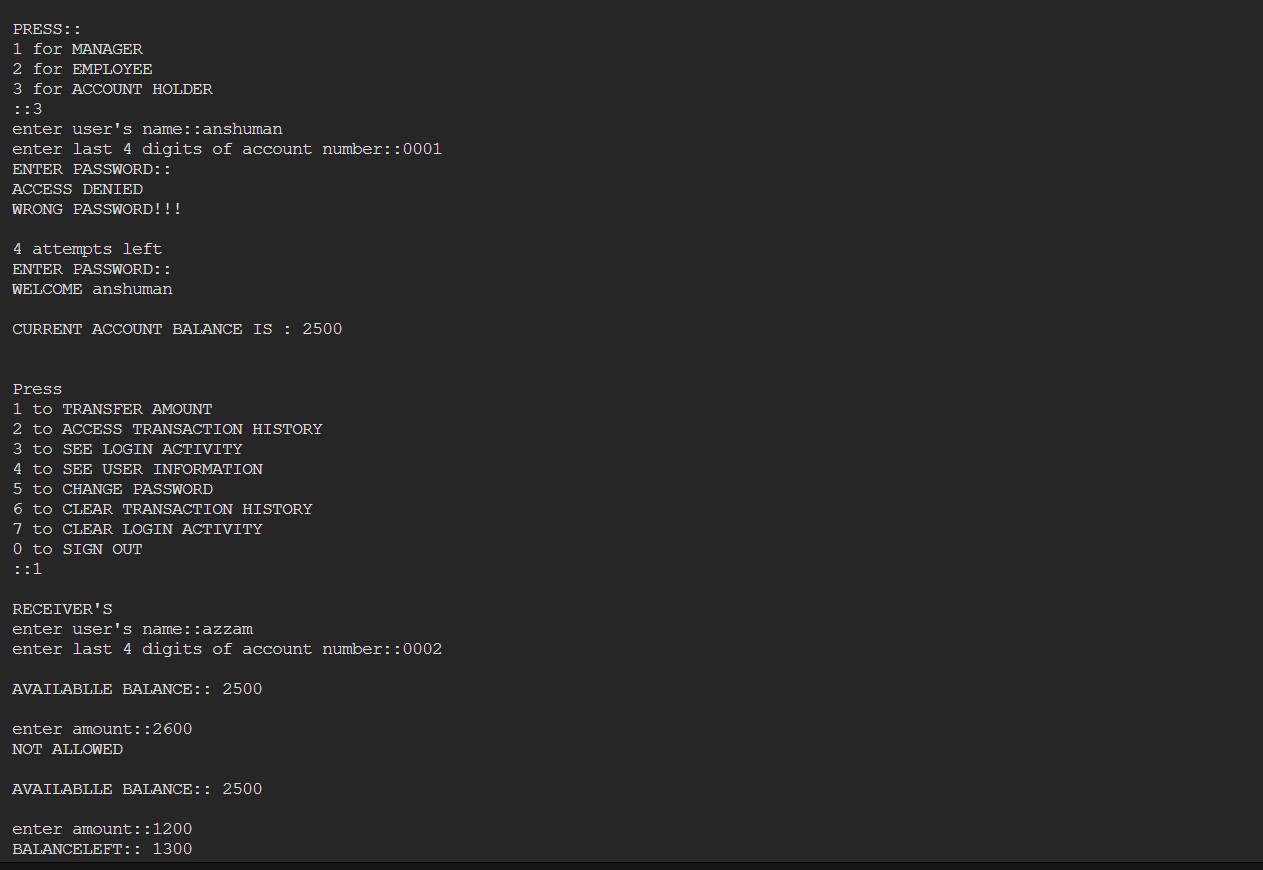 PRESS::
1 for MANAGER
2 for EMPLOYEE
3 for ACCOUNT HOLDER
::3
enter user's name::anshuman
enter last 4 digits of account number::0001
ENTER PASSWORD::
ACCESS DENIED
WRONG PASSWORD!!!
4 attempts left
ENTER PASSWORD::
WELCOME anshuman
CURRENT ACCOUNT BALANCE IS : 2500
Press
1 to TRANSFER AMOUNT
2 to ACCESS TRANSACTION HISTORY
3 to SEE LOGIN ACTIVITY
4 to SEE USER INFORMATION
5 to CHANGE PASSWORD
6 to CLEAR TRANSACTION HISTORY
7 to CLEAR LOGIN ACTIVITY
0 to SIGN OUT
::1
RECEIVER'S
enter user's name::azzam
enter last 4 digits of account number::0002
AVAILABLLE BALANCE:: 2500
enter amount::2600
NOT ALLOWED
AVAILABLLE BALANCE:: 2500
enter amount::1200
BALANCELEFT:: 1300